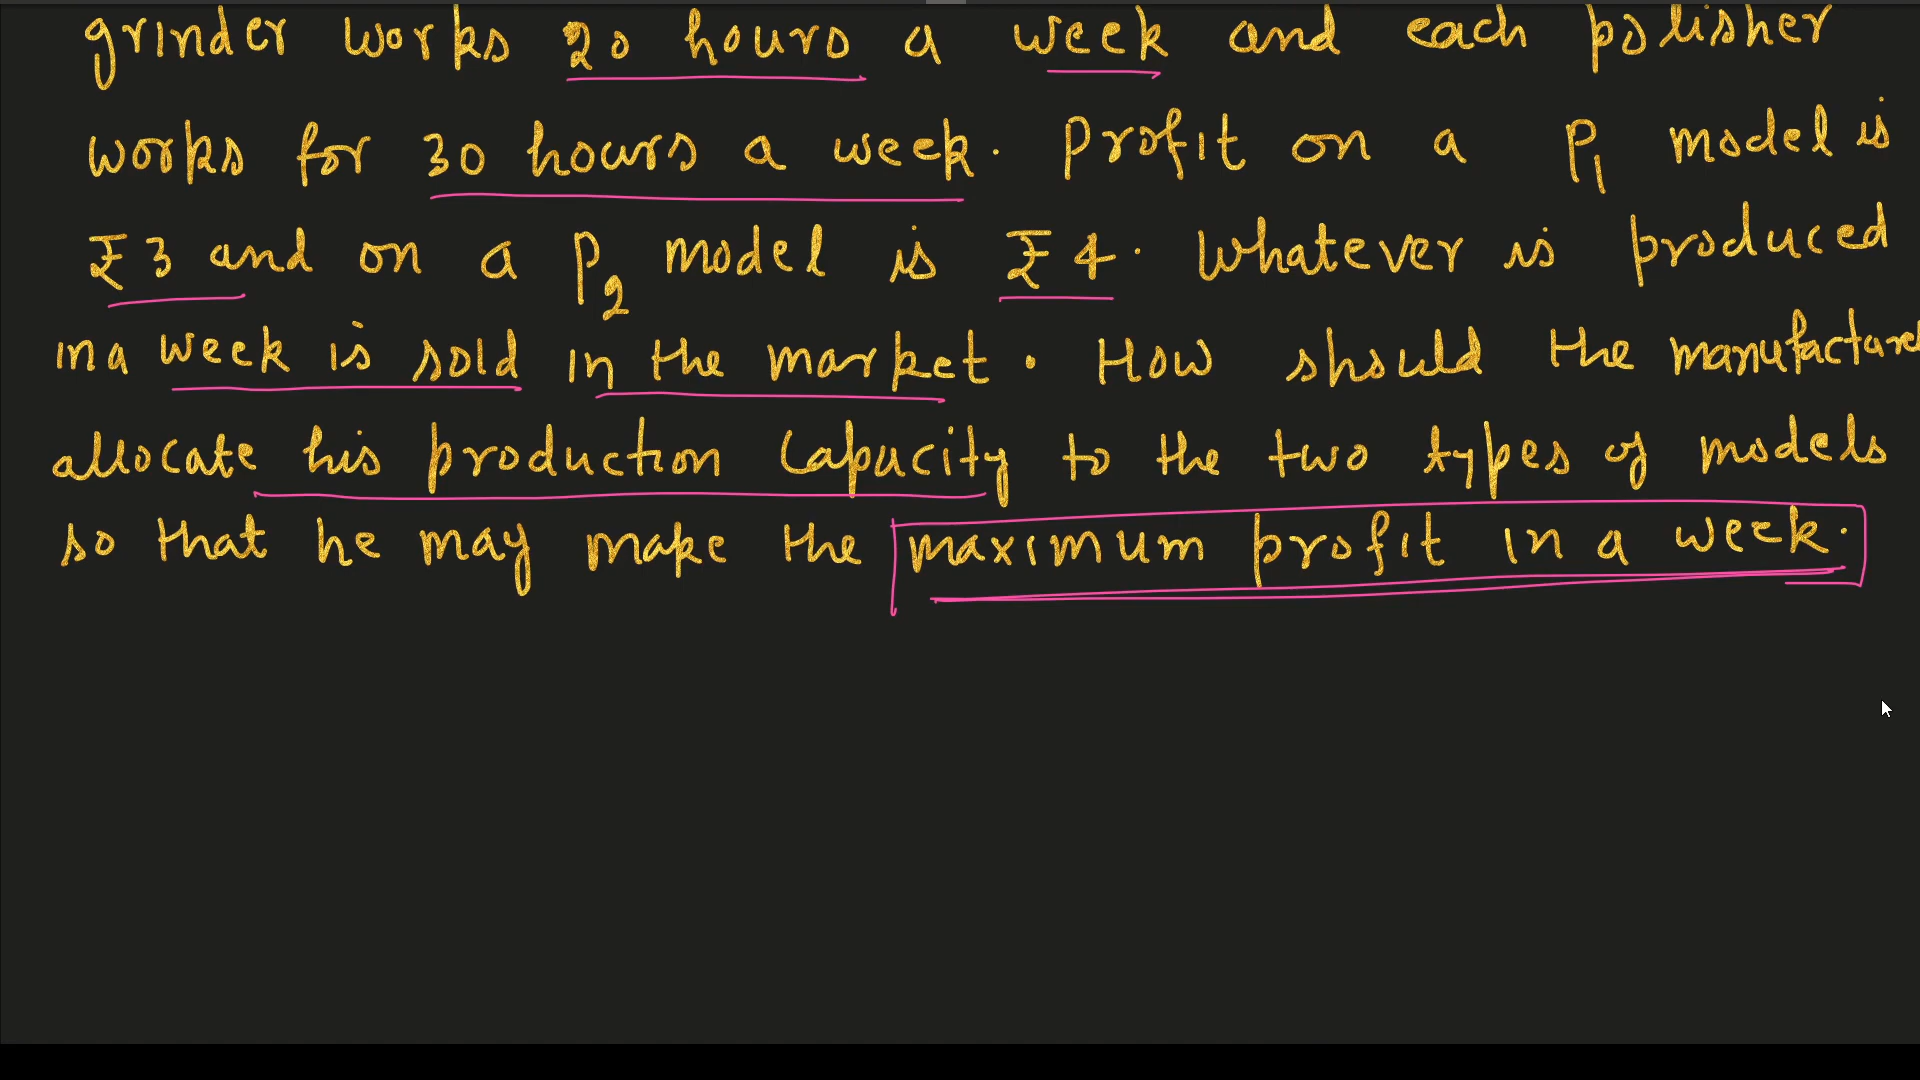 grinder works 20 hours a week and each polisher
works for 30 hours a week. Profit on a P₁ model is
₹3 and on a P₂ model is ₹4. Whatever is produced
in a week is sold in the market. How should the manufacturer
allocate his production capacity to the two types of models
so that he may make the maximum profit in a week.